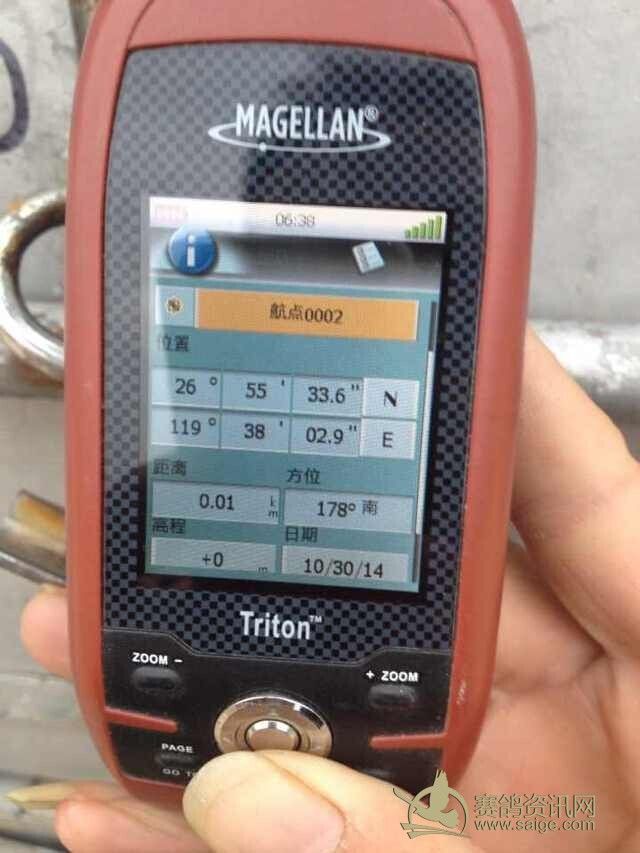 MAGELLAN®
06:38
航点0002
位置
26 ° 55 ' 33.6 " N
119 ° 38 ' 02.9 " E
距离 方位
0.01 km 178° 南
高程 日期
+0 m 10/30/14
Triton™
ZOOM - + ZOOM
PAGE
GO T
赛鸽资讯网
www.saige.com